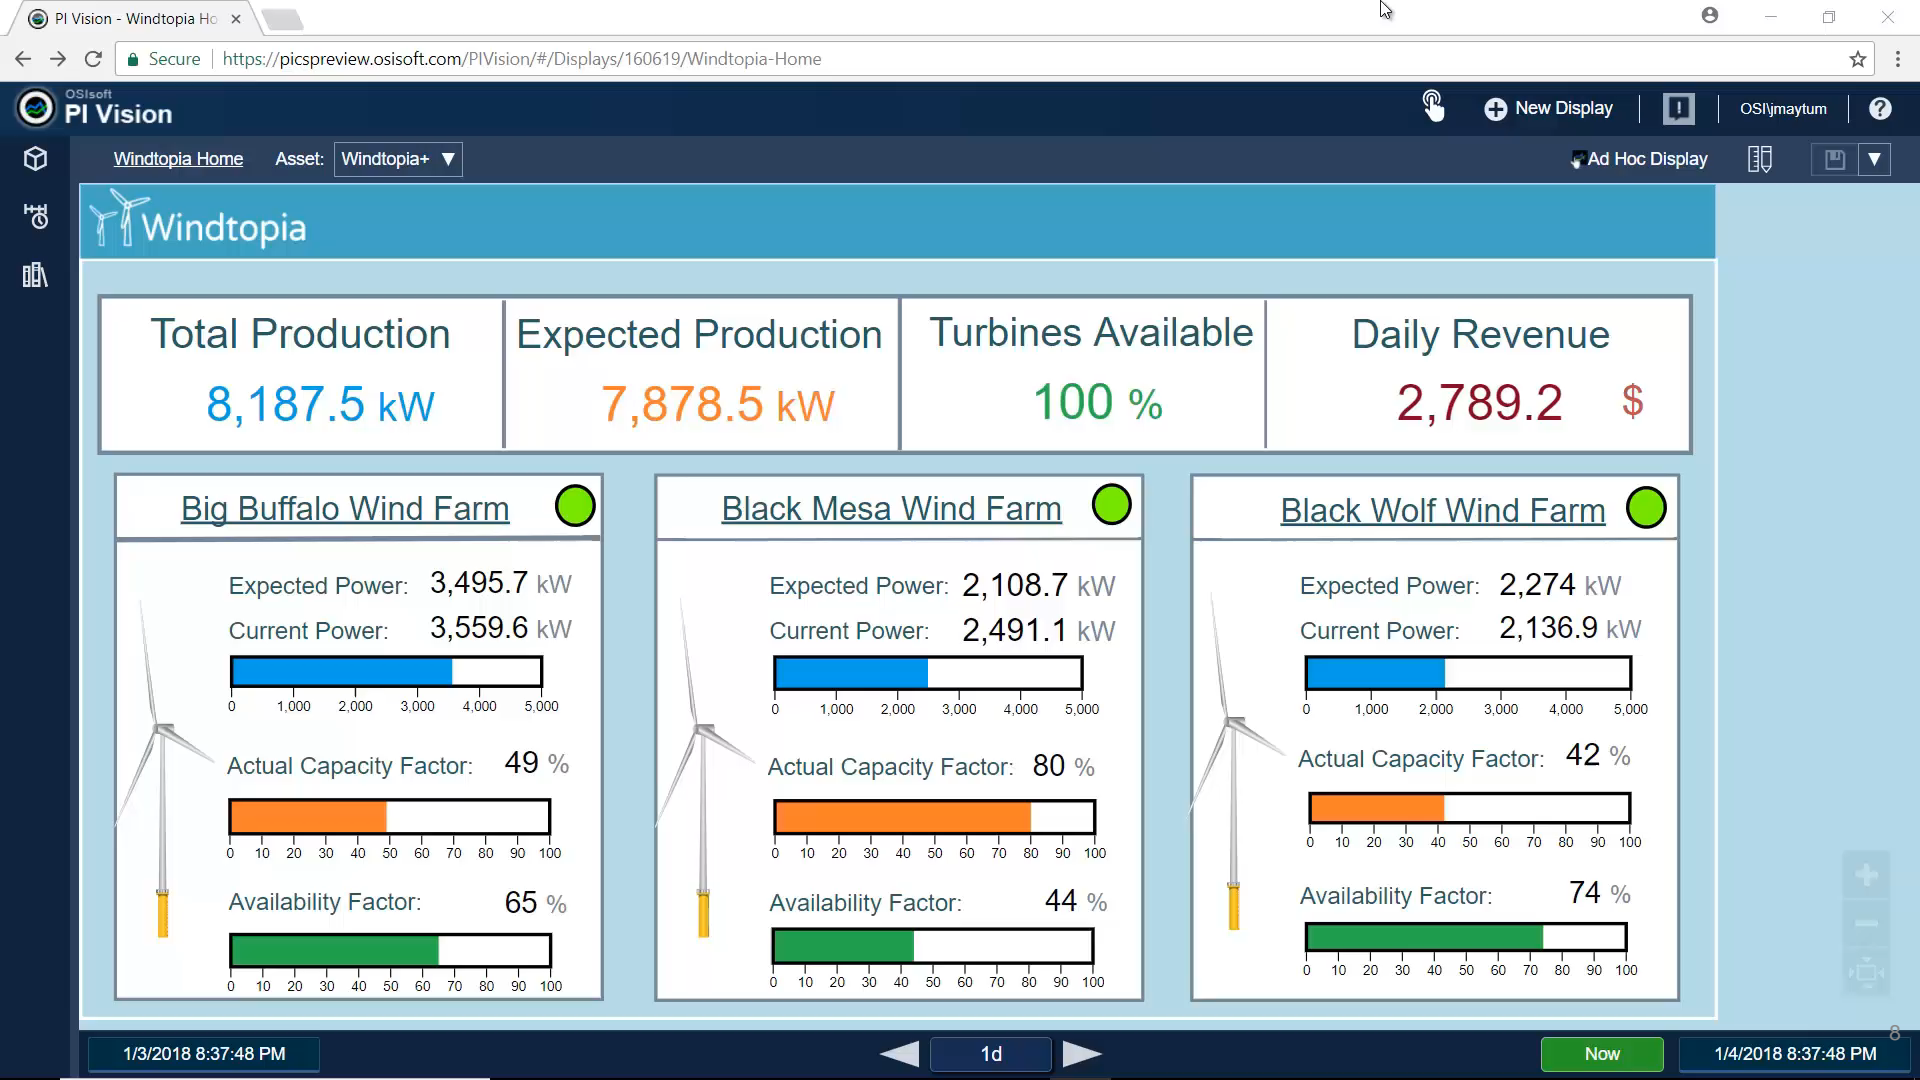 PI Vision - Windtopia Ho
Secure https://picspreview.osisoft.com/PIVision/#/Displays/160619/Windtopia-Home
OSIsoft
PI Vision
New Display
OSI\jmaytum
?
Windtopia Home Asset: Windtopia+
Ad Hoc Display
Windtopia
Total Production Expected Production Turbines Available Daily Revenue
8,187.5 kW 7,878.5 kW 100 % 2,789.2 $
Big Buffalo Wind Farm
Expected Power: 3,495.7 kW
Current Power: 3,559.6 kW
0 1,000 2,000 3,000 4,000 5,000
Actual Capacity Factor: 49 %
0 10 20 30 40 50 60 70 80 90 100
Availability Factor: 65 %
0 10 20 30 40 50 60 70 80 90 100
Black Mesa Wind Farm
Expected Power: 2,108.7 kW
Current Power: 2,491.1 kW
0 1,000 2,000 3,000 4,000 5,000
Actual Capacity Factor: 80 %
0 10 20 30 40 50 60 70 80 90 100
Availability Factor: 44 %
0 10 20 30 40 50 60 70 80 90 100
Black Wolf Wind Farm
Expected Power: 2,274 kW
Current Power: 2,136.9 kW
0 1,000 2,000 3,000 4,000 5,000
Actual Capacity Factor: 42 %
0 10 20 30 40 50 60 70 80 90 100
Availability Factor: 74 %
0 10 20 30 40 50 60 70 80 90 100
8
1/3/2018 8:37:48 PM 1d Now 1/4/2018 8:37:48 PM